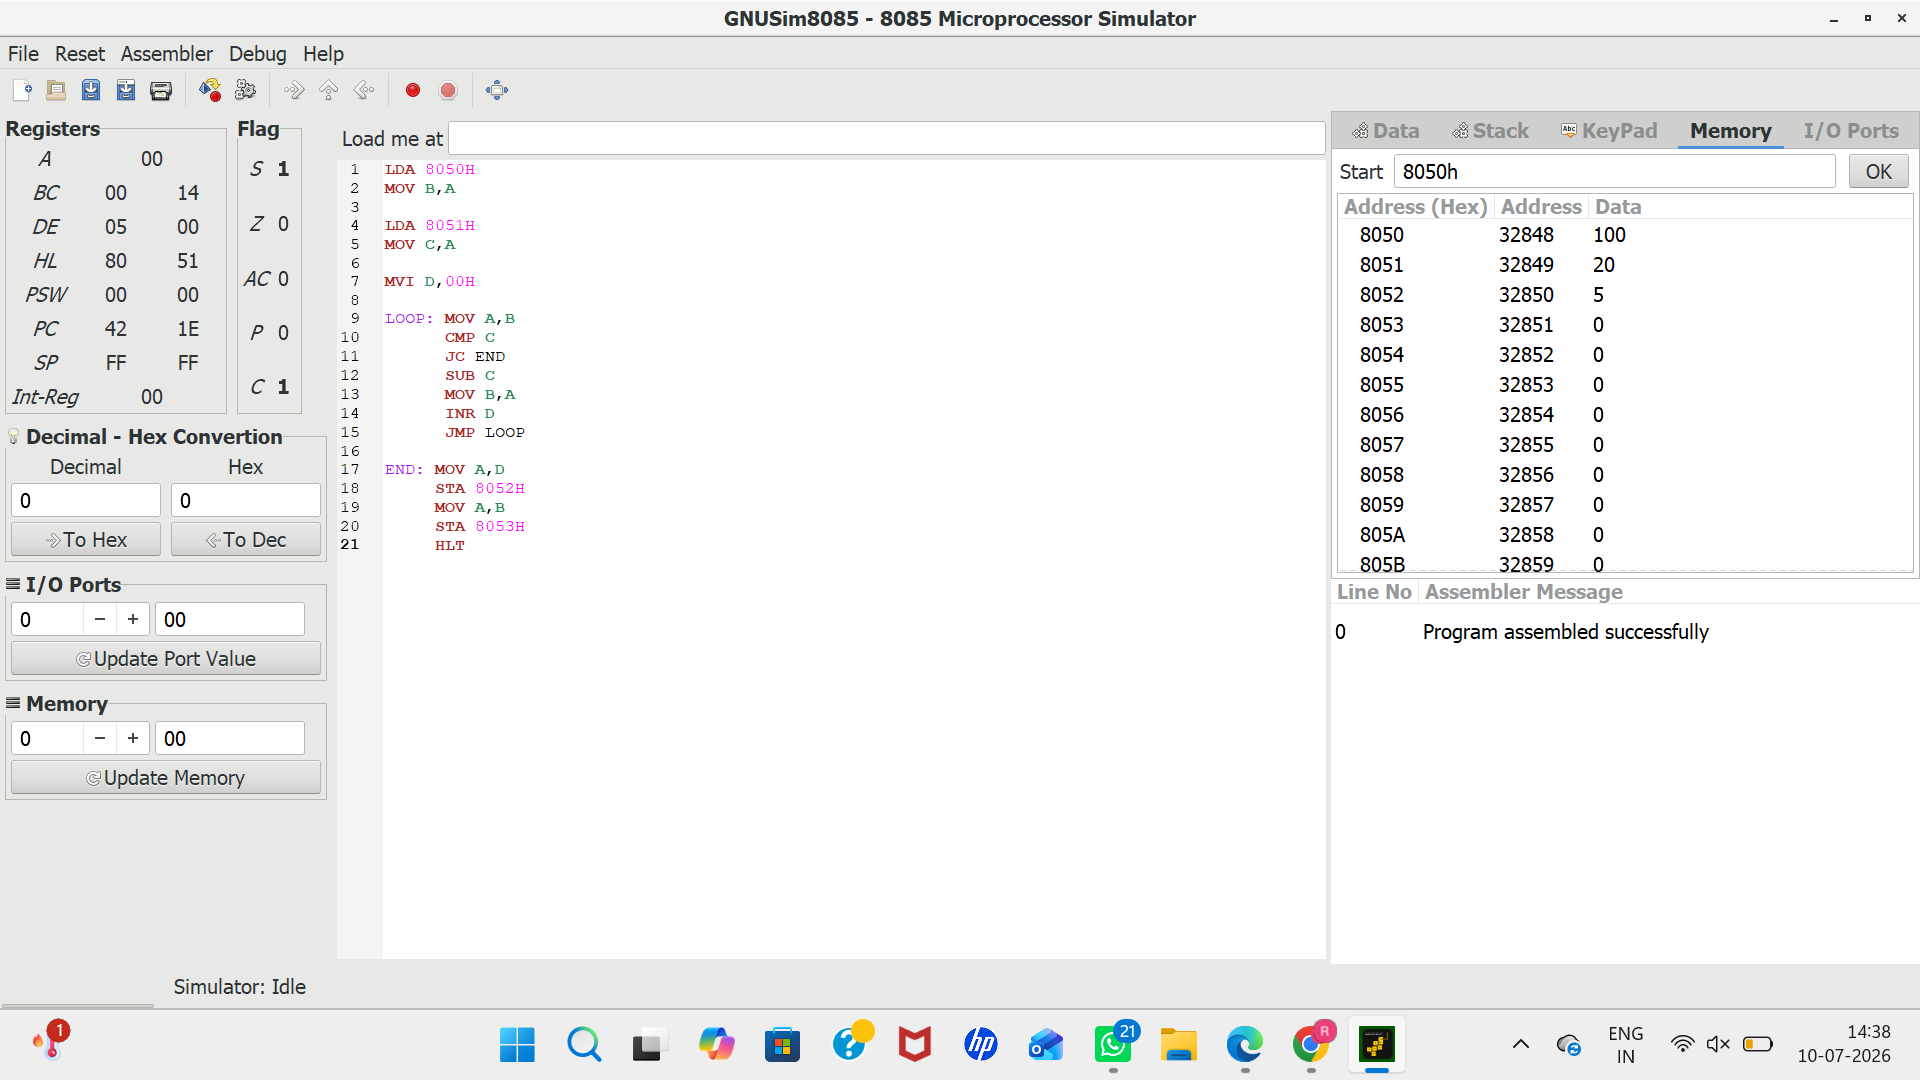 GNUSim8085 - 8085 Microprocessor Simulator
File Reset Assembler Debug Help
Registers
A 00
BC 00 14
DE 05 00
HL 80 51
PSW 00 00
PC 42 1E
SP FF FF
Int-Reg 00
Flag
S 1
Z 0
AC 0
P 0
C 1
Decimal - Hex Convertion
Decimal Hex
0 0
To Hex To Dec
I/O Ports
0 − + 00
Update Port Value
Memory
0 − + 00
Update Memory
Load me at
1 LDA 8050H
2 MOV B,A
3
4 LDA 8051H
5 MOV C,A
6
7 MVI D,00H
8
9 LOOP: MOV A,B
10 CMP C
11 JC END
12 SUB C
13 MOV B,A
14 INR D
15 JMP LOOP
16
17 END: MOV A,D
18 STA 8052H
19 MOV A,B
20 STA 8053H
21 HLT
Data Stack Abc KeyPad Memory I/O Ports
Start 8050h OK
Address (Hex) Address Data
8050 32848 100
8051 32849 20
8052 32850 5
8053 32851 0
8054 32852 0
8055 32853 0
8056 32854 0
8057 32855 0
8058 32856 0
8059 32857 0
805A 32858 0
805B 32859 0
Line No Assembler Message
0 Program assembled successfully
Simulator: Idle
1
hp
21
R
ENG
IN
14:38
10-07-2026